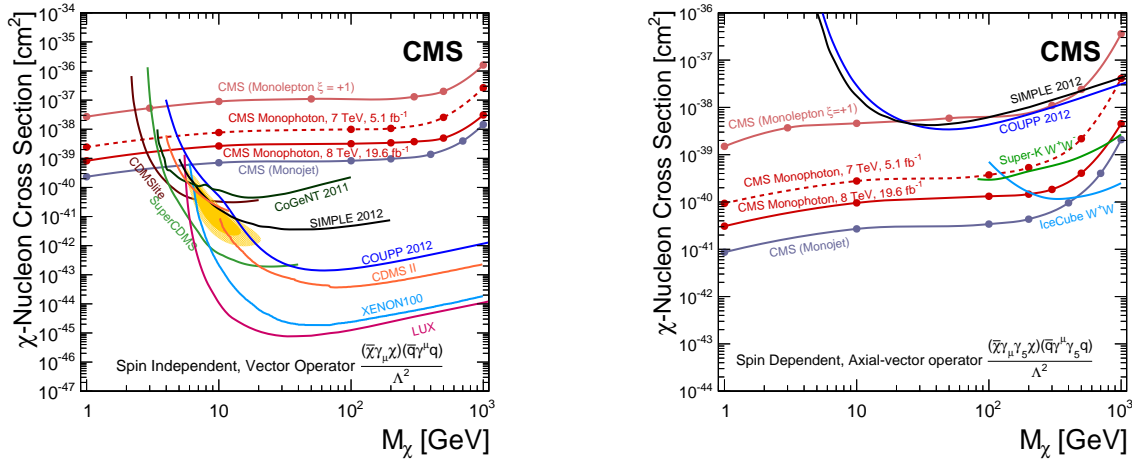 χ-Nucleon Cross Section [cm²]
10⁻³⁴
10⁻³⁵
10⁻³⁶
10⁻³⁷
10⁻³⁸
10⁻³⁹
10⁻⁴⁰
10⁻⁴¹
10⁻⁴²
10⁻⁴³
10⁻⁴⁴
10⁻⁴⁵
10⁻⁴⁶
10⁻⁴⁷
CMS
CMS (Monolepton ξ = +1)
CMS Monophoton, 7 TeV, 5.1 fb⁻¹
CMS Monophoton, 8 TeV, 19.6 fb⁻¹
CMS (Monojet)
CDMSlite
CoGeNT 2011
SuperCDMS
SIMPLE 2012
COUPP 2012
CDMS II
XENON100
LUX
Spin Independent, Vector Operator (χ̄γμχ)(q̄γ^μq) / Λ²
1 10 10² 10³
Mχ [GeV]
χ-Nucleon Cross Section [cm²]
10⁻³⁶
10⁻³⁷
10⁻³⁸
10⁻³⁹
10⁻⁴⁰
10⁻⁴¹
10⁻⁴²
10⁻⁴³
10⁻⁴⁴
CMS
SIMPLE 2012
CMS (Monolepton ξ=+1)
COUPP 2012
Super-K W⁺W⁻
CMS Monophoton, 7 TeV, 5.1 fb⁻¹
CMS Monophoton, 8 TeV, 19.6 fb⁻¹
IceCube W⁺W⁻
CMS (Monojet)
Spin Dependent, Axial-vector operator (χ̄γμγ₅χ)(q̄γ^μγ₅q) / Λ²
1 10 10² 10³
Mχ [GeV]